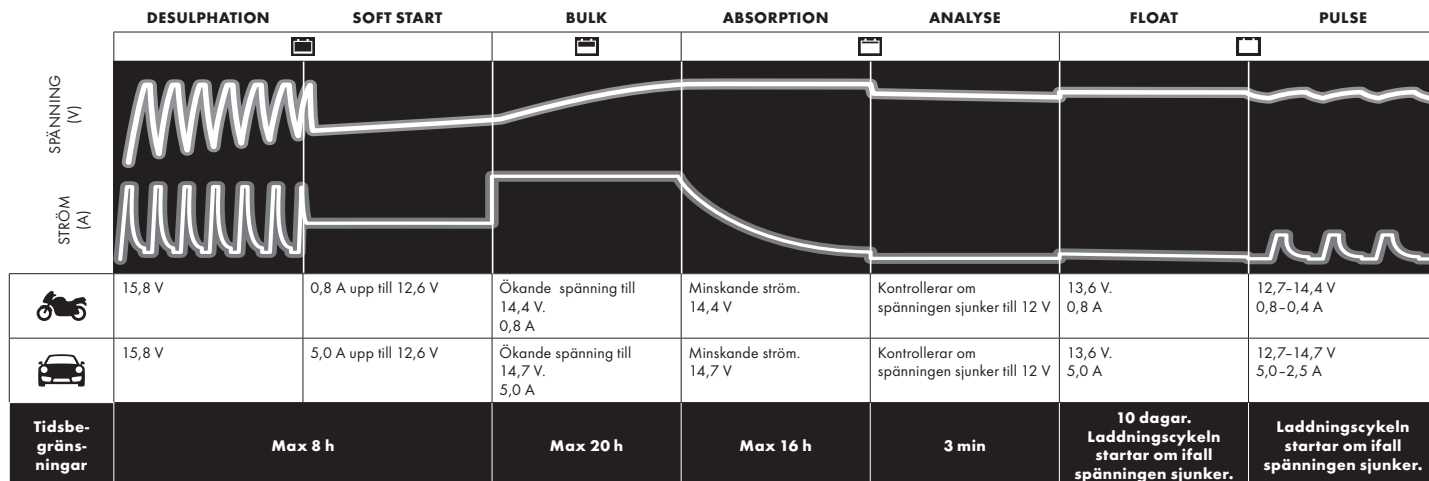 DESULPHATION SOFT START BULK ABSORPTION ANALYSE FLOAT PULSE
SPÄNNING
(V)
STRÖM
(A)
15,8 V
0,8 A upp till 12,6 V
Ökande spänning till
14,4 V.
0,8 A
Minskande ström.
14,4 V
Kontrollerar om
spänningen sjunker till 12 V
13,6 V.
0,8 A
12,7–14,4 V
0,8–0,4 A
15,8 V
5,0 A upp till 12,6 V
Ökande spänning till
14,7 V.
5,0 A
Minskande ström.
14,7 V
Kontrollerar om
spänningen sjunker till 12 V
13,6 V.
5,0 A
12,7–14,7 V
5,0–2,5 A
Tidsbe-
gräns-
ningar
Max 8 h
Max 20 h
Max 16 h
3 min
10 dagar.
Laddningscykeln
startar om ifall
spänningen sjunker.
Laddningscykeln
startar om ifall
spänningen sjunker.